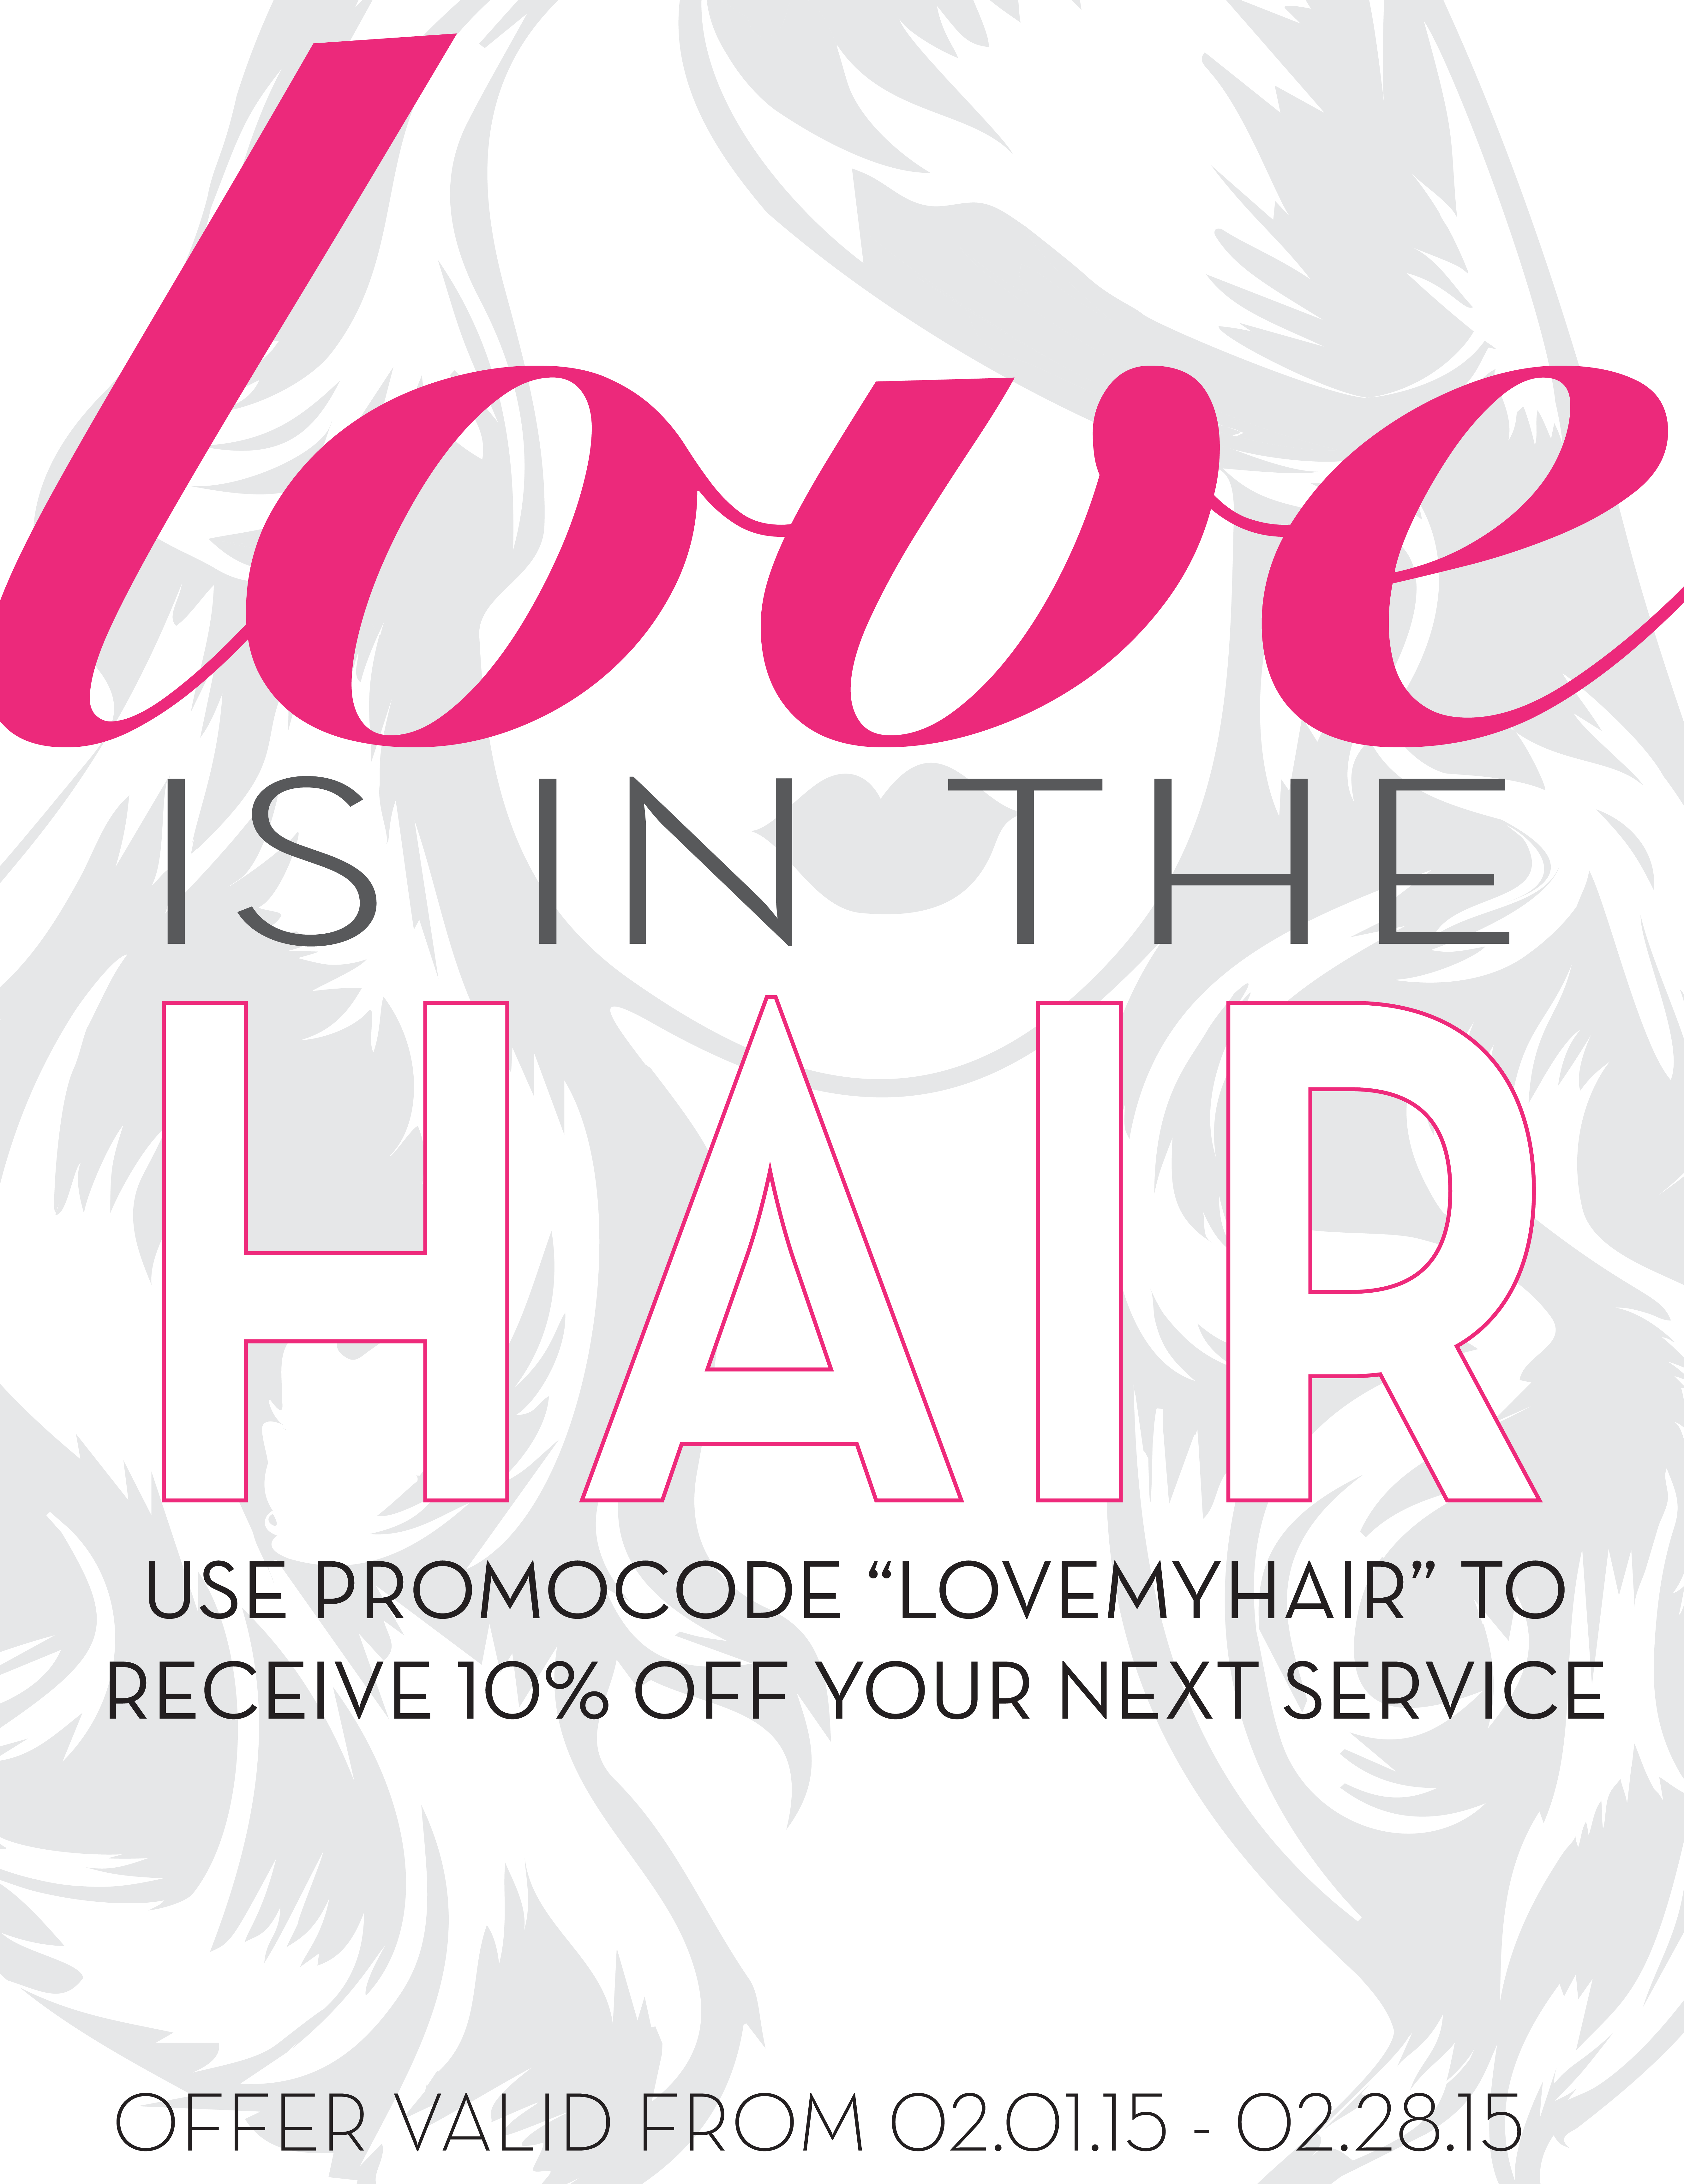 love
IS IN THE
HAIR
USE PROMOCODE “LOVEMYHAIR” TO
RECEIVE 10% OFF YOUR NEXT SERVICE
OFFER VALID FROM 02.01.15 - 02.28.15